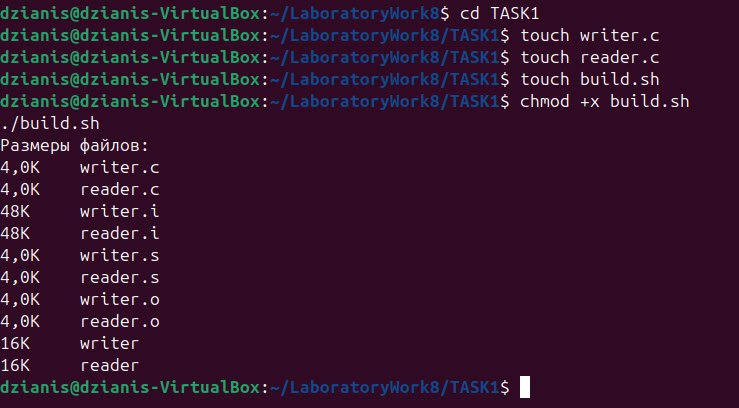 dzianis@dzianis-VirtualBox:~/LaboratoryWork8$ cd TASK1
dzianis@dzianis-VirtualBox:~/LaboratoryWork8/TASK1$ touch writer.c
dzianis@dzianis-VirtualBox:~/LaboratoryWork8/TASK1$ touch reader.c
dzianis@dzianis-VirtualBox:~/LaboratoryWork8/TASK1$ touch build.sh
dzianis@dzianis-VirtualBox:~/LaboratoryWork8/TASK1$ chmod +x build.sh
./build.sh
Размеры файлов:
4,0K    writer.c
4,0K    reader.c
48K     writer.i
48K     reader.i
4,0K    writer.s
4,0K    reader.s
4,0K    writer.o
4,0K    reader.o
16K     writer
16K     reader
dzianis@dzianis-VirtualBox:~/LaboratoryWork8/TASK1$